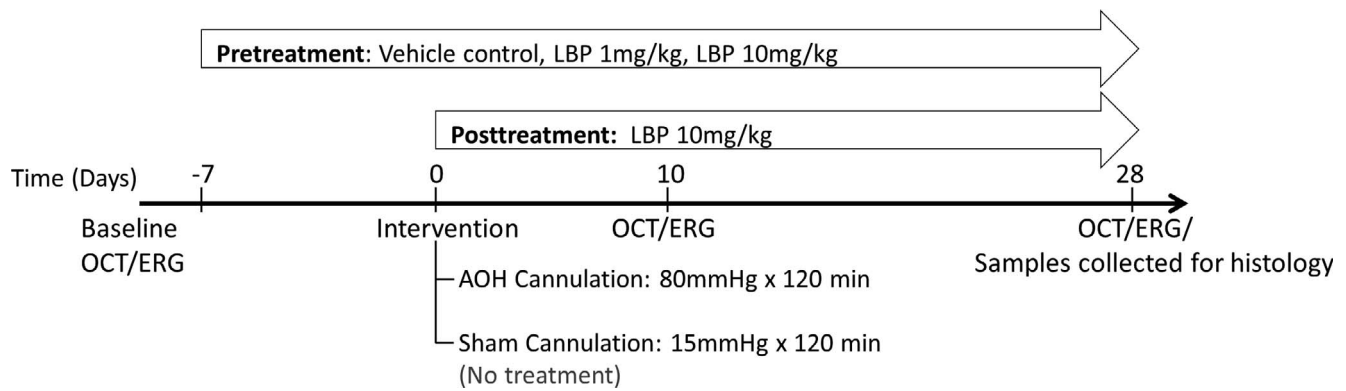 Pretreatment: Vehicle control, LBP 1mg/kg, LBP 10mg/kg
Posttreatment: LBP 10mg/kg
Time (Days) -7 0 10 28
Baseline Intervention OCT/ERG OCT/ERG/
OCT/ERG Samples collected for histology
AOH Cannulation: 80mmHg x 120 min
Sham Cannulation: 15mmHg x 120 min
(No treatment)